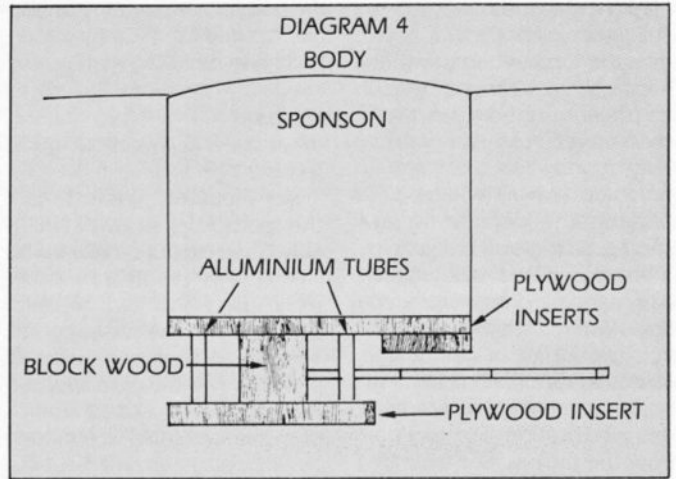 DIAGRAM 4
BODY
SPONSON
ALUMINIUM TUBES
PLYWOOD
INSERTS
BLOCK WOOD
PLYWOOD INSERT